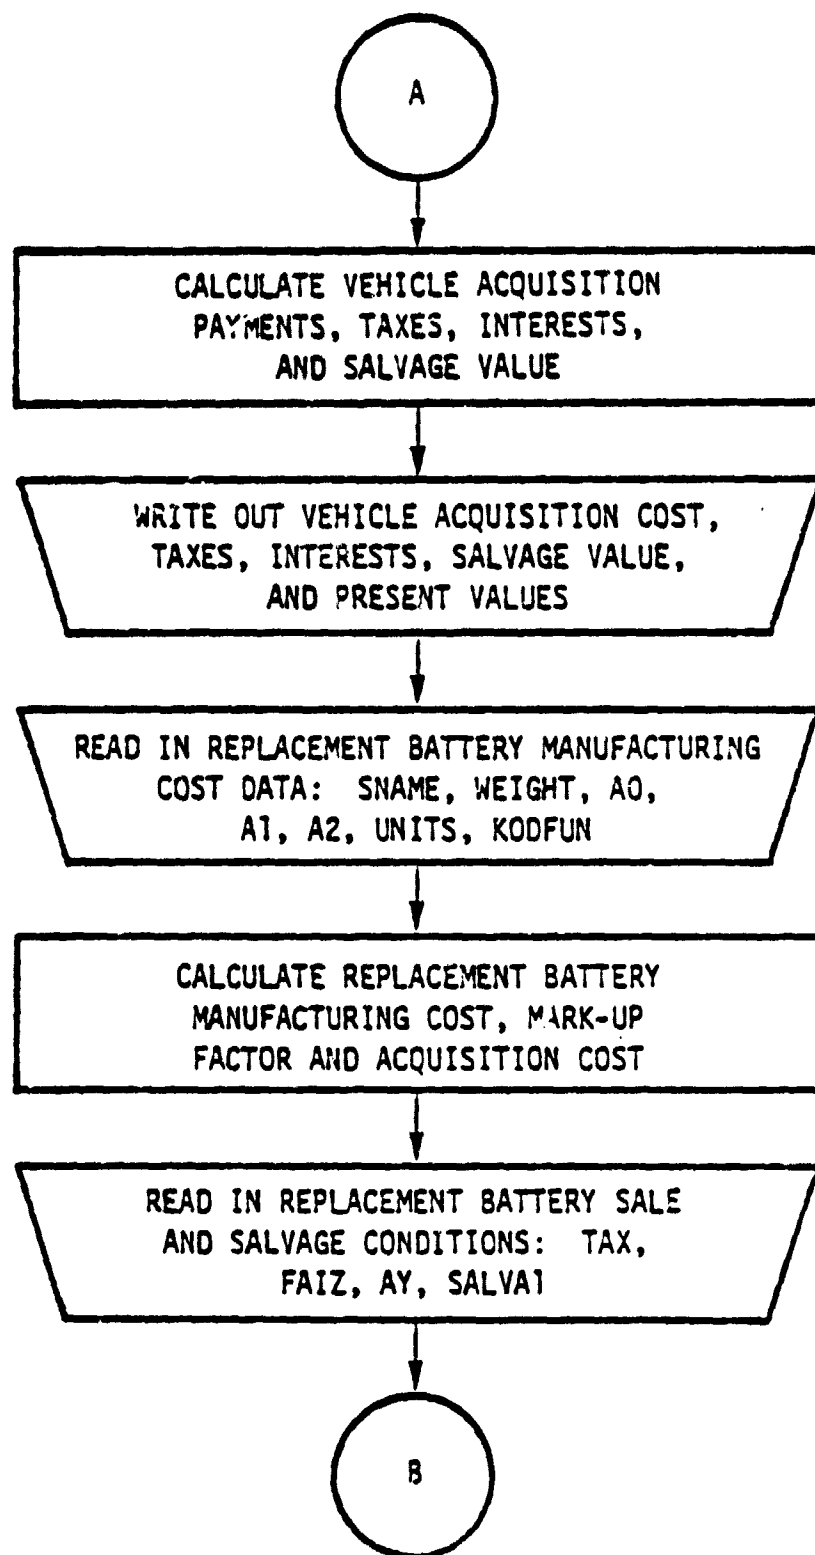 A
CALCULATE VEHICLE ACQUISITION
PAYMENTS, TAXES, INTERESTS,
AND SALVAGE VALUE
WRITE OUT VEHICLE ACQUISITION COST,
TAXES, INTERESTS, SALVAGE VALUE,
AND PRESENT VALUES
READ IN REPLACEMENT BATTERY MANUFACTURING
COST DATA: SNAME, WEIGHT, A0,
A1, A2, UNITS, KODFUN
CALCULATE REPLACEMENT BATTERY
MANUFACTURING COST, MARK-UP
FACTOR AND ACQUISITION COST
READ IN REPLACEMENT BATTERY SALE
AND SALVAGE CONDITIONS: TAX,
FAIZ, AY, SALVA1
B